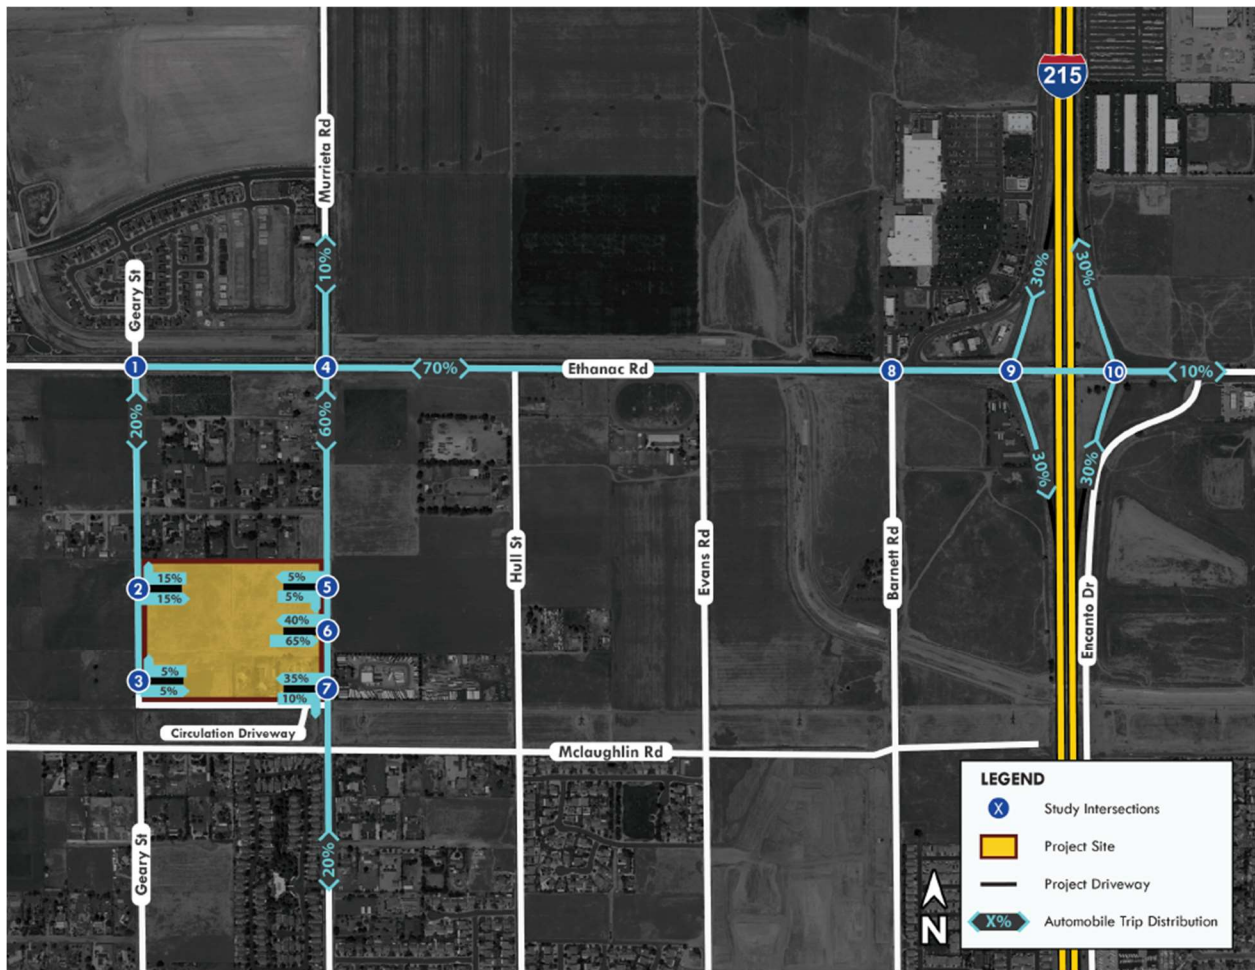 215
Murrieta Rd
Geary St
10%
30%
30%
1
4
70%
Ethanac Rd
8
9
10
10%
20%
60%
30%
30%
Hull St
Evans Rd
Barnett Rd
Encanto Dr
2
15%
15%
5%
5%
5
40%
65%
6
3
5%
5%
35%
10%
7
Circulation Driveway
Mclaughlin Rd
Geary St
20%
LEGEND
X Study Intersections
Project Site
Project Driveway
X% Automobile Trip Distribution
N